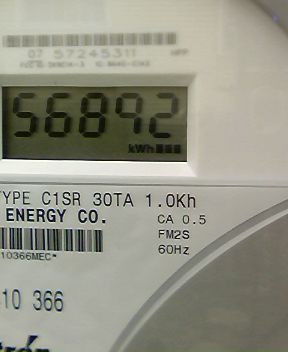 07 57245311
56892
kWh
TYPE C1SR 30TA 1.0Kh
ENERGY CO.
CA 0.5
FM2S
60Hz
10366MEC*
10 366